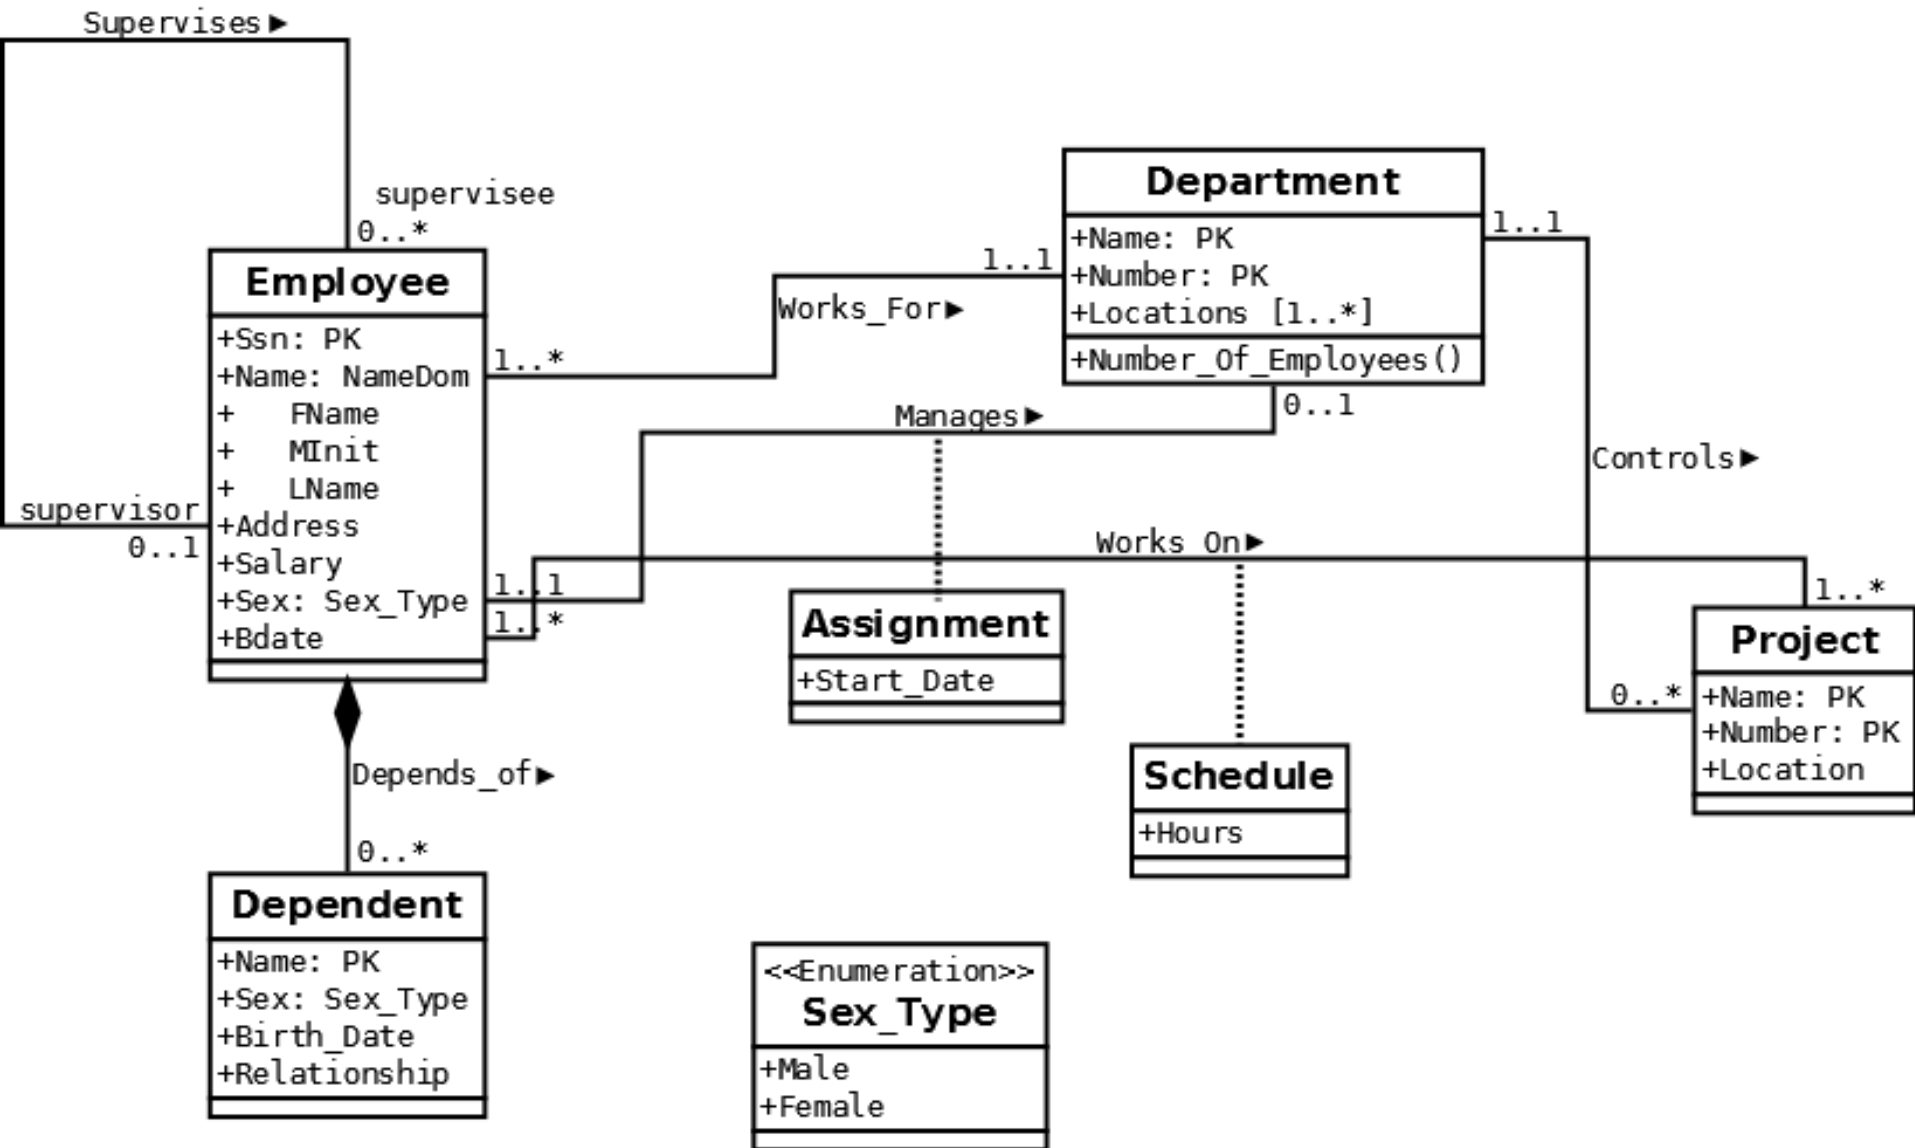 Supervises►
supervisee
0..*
Employee
+Ssn: PK
+Name: NameDom
+   FName
+   MInit
+   LName
+Address
+Salary
+Sex: Sex_Type
+Bdate
supervisor
0..1
1..*
Works_For►
1..1
Department
+Name: PK
+Number: PK
+Locations [1..*]
+Number_Of_Employees()
1..1
Controls►
0..*
0..1
Manages►
1..1
1..*
Works On►
1..*
Assignment
+Start_Date
Schedule
+Hours
Project
+Name: PK
+Number: PK
+Location
Depends_of►
0..*
Dependent
+Name: PK
+Sex: Sex_Type
+Birth_Date
+Relationship
<<Enumeration>>
Sex_Type
+Male
+Female